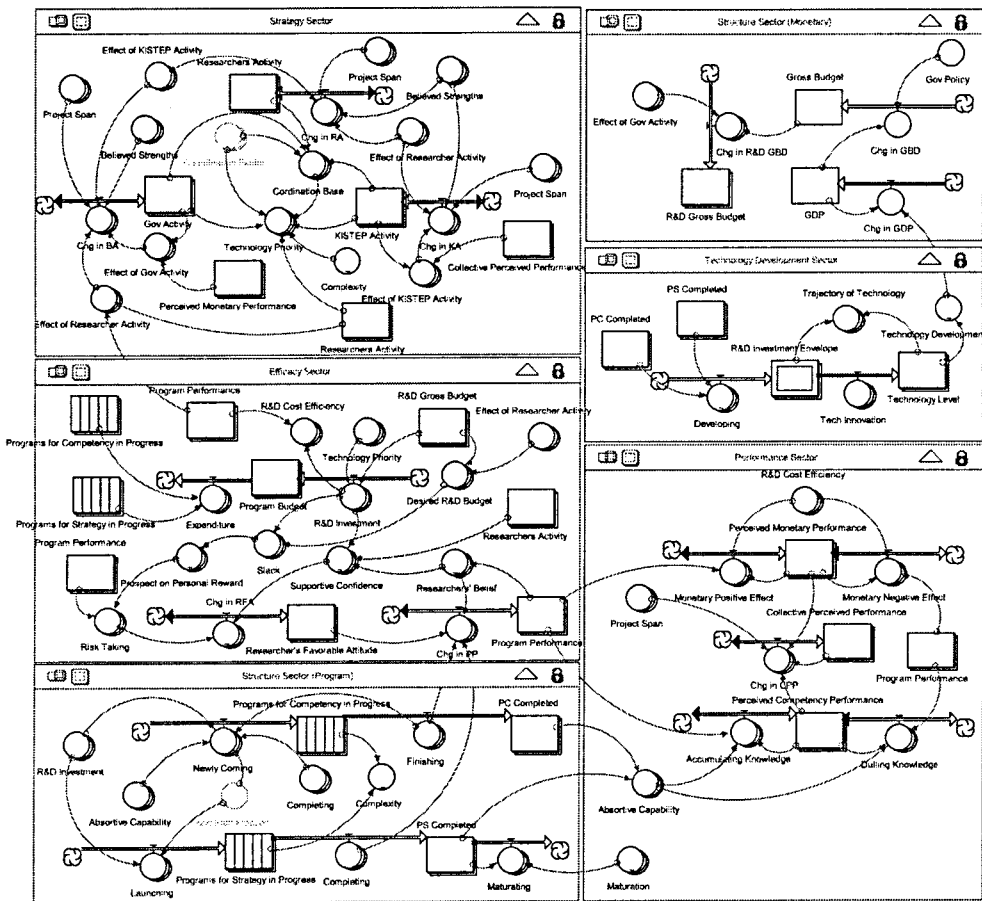 Strategy Sector
Effect of KISTEP Activity
Researchers Activity
Project Span
Project Span
Believed Strengths
Believed Strengths
Chg in RA
Effect of Researcher Activity
Cordination Base
Project Span
Gov Activity
KISTEP Activity
Chg in BA
Technology Priority
Chg in KA
Collective Perceived Performance
Effect of Gov Activity
Complexity
Effect of KISTEP Activity
Perceived Monetary Performance
Effect of Researcher Activity
Researchers Activity
Structure Sector (Monetary)
Gross Budget
Gov Policy
Effect of Gov Activity
Chg in R&D GBD
Chg in GBD
R&D Gross Budget
GDP
Chg in GDP
Technology Development Sector
PS Completed
Trajectory of Technology
PC Completed
R&D Investment Envelope
Technology Development
Developing
Tech Innovation
Technology Level
Efficacy Sector
Program Performance
R&D Cost Efficiency
R&D Gross Budget
Effect of Researcher Activity
Programs for Competency in Progress
Technology Priority
Program Budget
Desired R&D Budget
Programs for Strategy in Progress
Expenditure
R&D Investment
Program Performance
Researchers Activity
Slack
Prospect on Personal Reward
Supportive Confidence
Researchers' Belief
Chg in RFA
Risk Taking
Researcher's Favorable Attitude
Chg in PP
Program Performance
Performance Sector
R&D Cost Efficiency
Perceived Monetary Performance
Monetary Positive Effect
Monetary Negative Effect
Project Span
Collective Perceived Performance
Chg in CPP
Program Performance
Perceived Competency Performance
Accumulating Knowledge
Dulling Knowledge
Absortive Capability
Structure Sector (Program)
Programs for Competency in Progress
PC Completed
R&D Investment
Newly Coming
Finishing
Absortive Capability
Completing
Complexity
PS Completed
Launching
Programs for Strategy in Progress
Completing
Maturating
Maturation